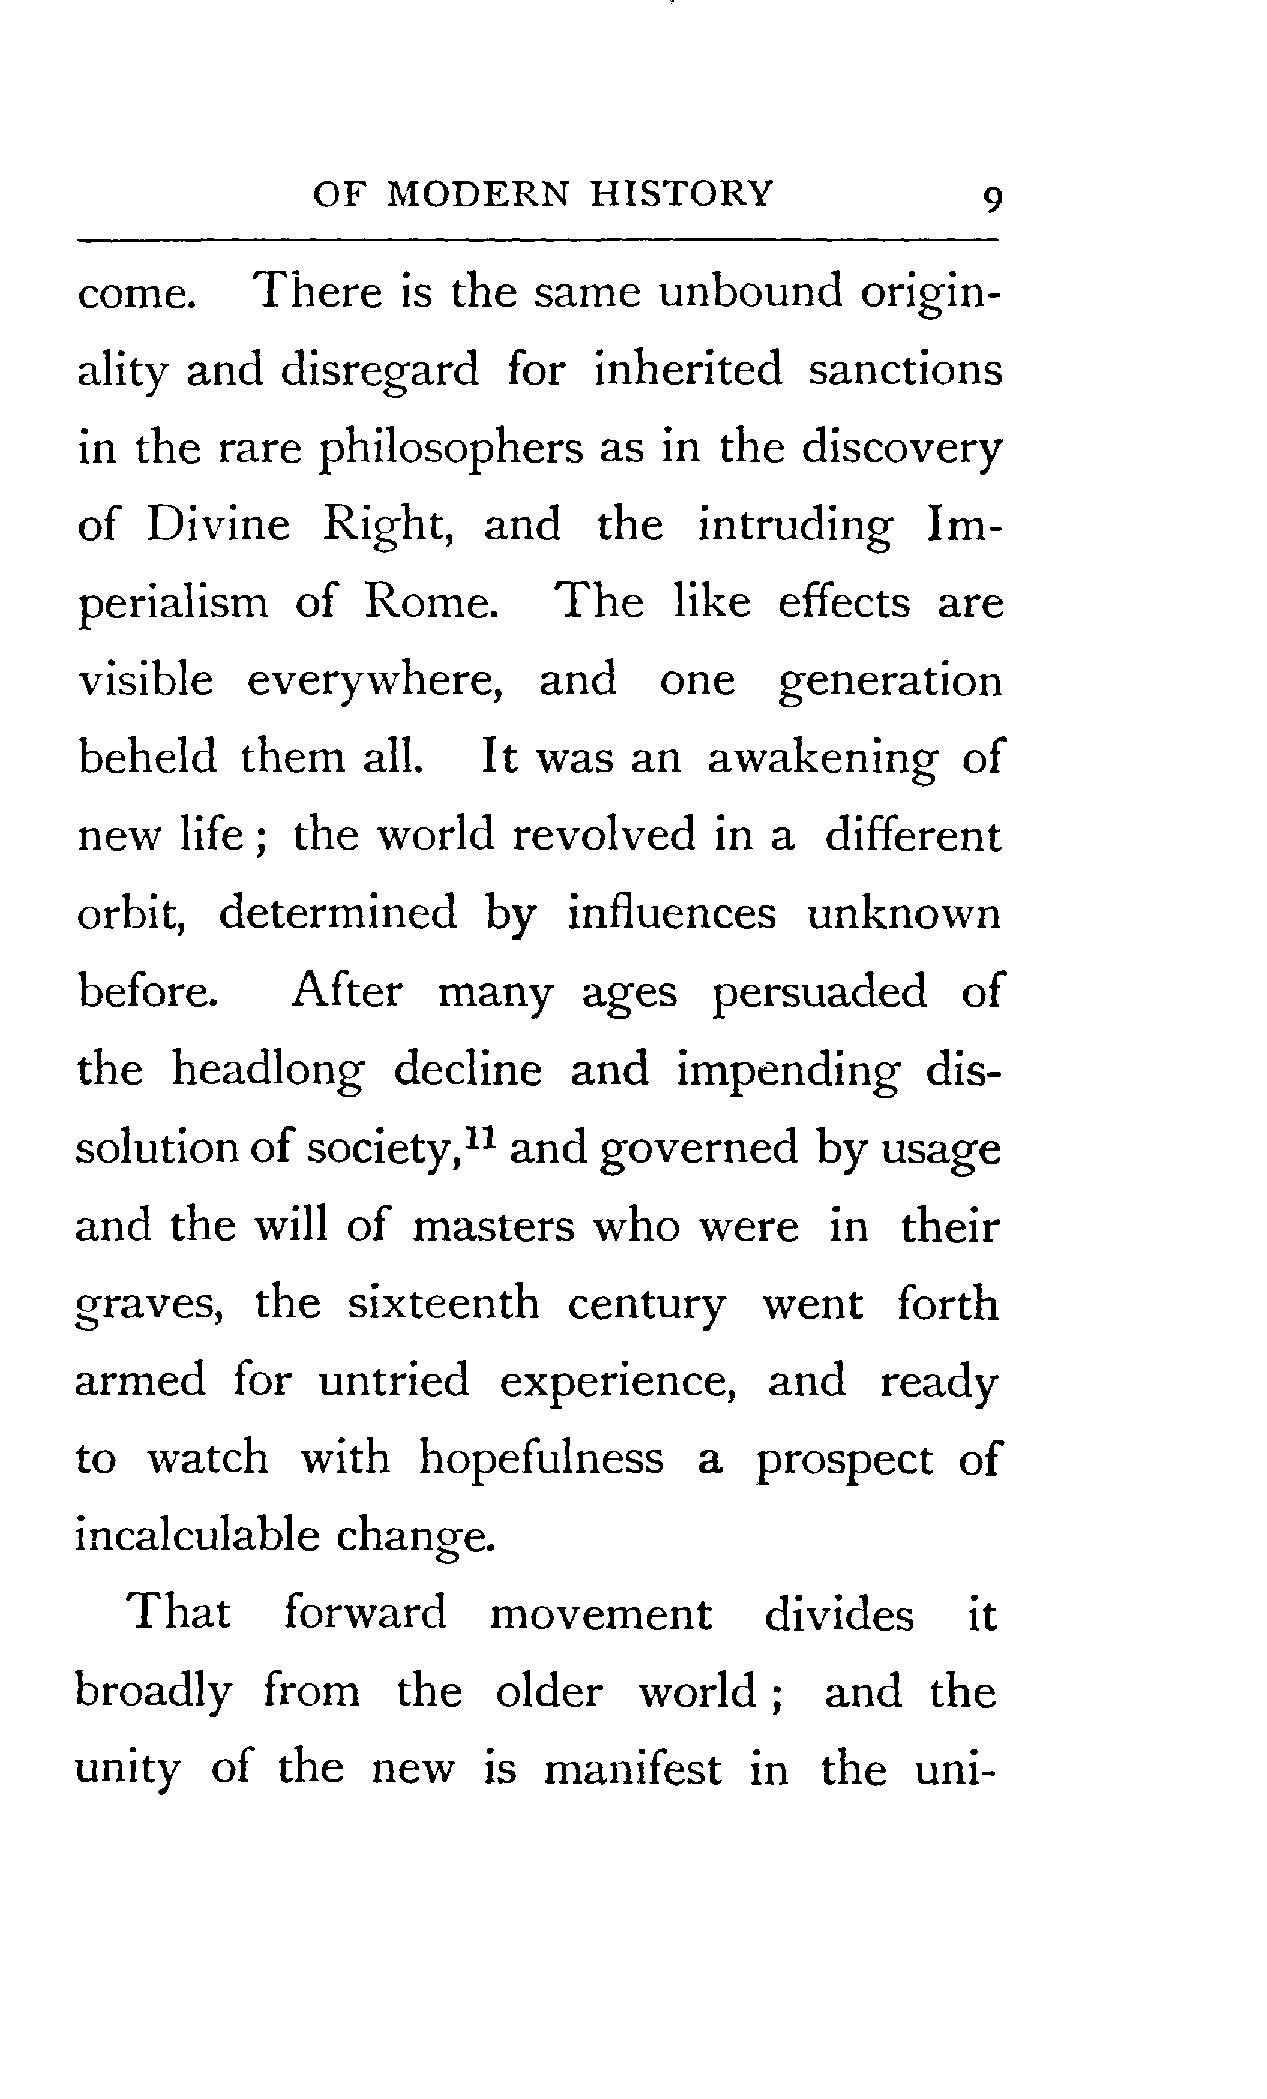 OF MODERN HISTORY 9
come. There is the same unbound origin-
ality and disregard for inherited sanctions
in the rare philosophers as in the discovery
of Divine Right, and the intruding Im-
perialism of Rome. The like effects are
visible everywhere, and one generation
beheld them all. It was an awakening of
new life ; the world revolved in a different
orbit, determined by influences unknown
before. After many ages persuaded of
the headlong decline and impending dis-
solution of society,¹¹ and governed by usage
and the will of masters who were in their
graves, the sixteenth century went forth
armed for untried experience, and ready
to watch with hopefulness a prospect of
incalculable change.
That forward movement divides it
broadly from the older world ; and the
unity of the new is manifest in the uni-